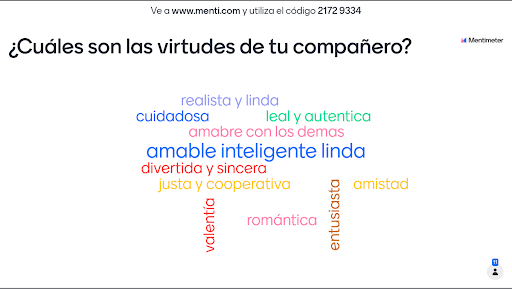 Ve a www.menti.com y utiliza el código 2172 9334
¿Cuáles son las virtudes de tu compañero?
Mentimeter
realista y linda
cuidadosa
leal y autentica
amabre con los demas
amable inteligente linda
divertida y sincera
justa y cooperativa
amistad
valentía
romántica
entusiasta
11